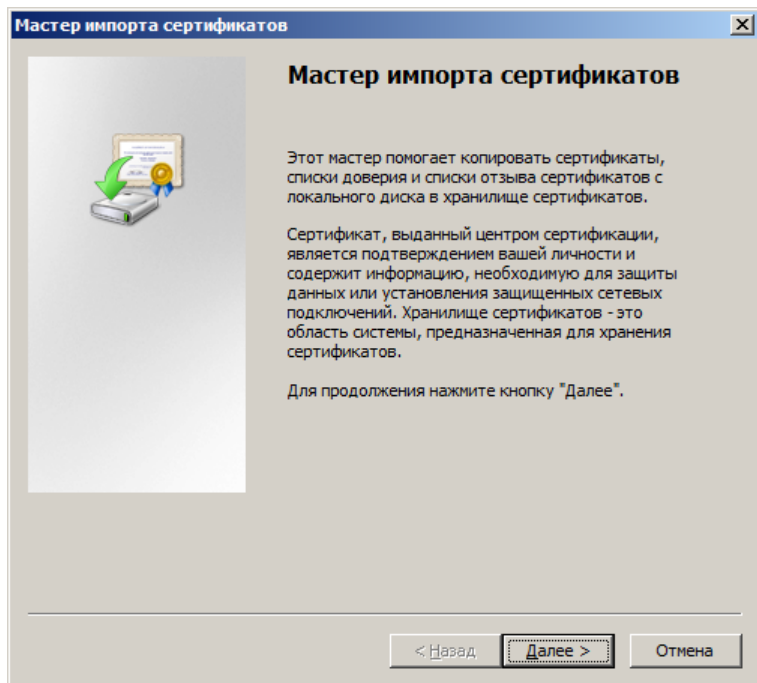 Мастер импорта сертификатов
Мастер импорта сертификатов
Этот мастер помогает копировать сертификаты,
списки доверия и списки отзыва сертификатов с
локального диска в хранилище сертификатов.
Сертификат, выданный центром сертификации,
является подтверждением вашей личности и
содержит информацию, необходимую для защиты
данных или установления защищенных сетевых
подключений. Хранилище сертификатов - это
область системы, предназначенная для хранения
сертификатов.
Для продолжения нажмите кнопку "Далее".
< Назад
Далее >
Отмена